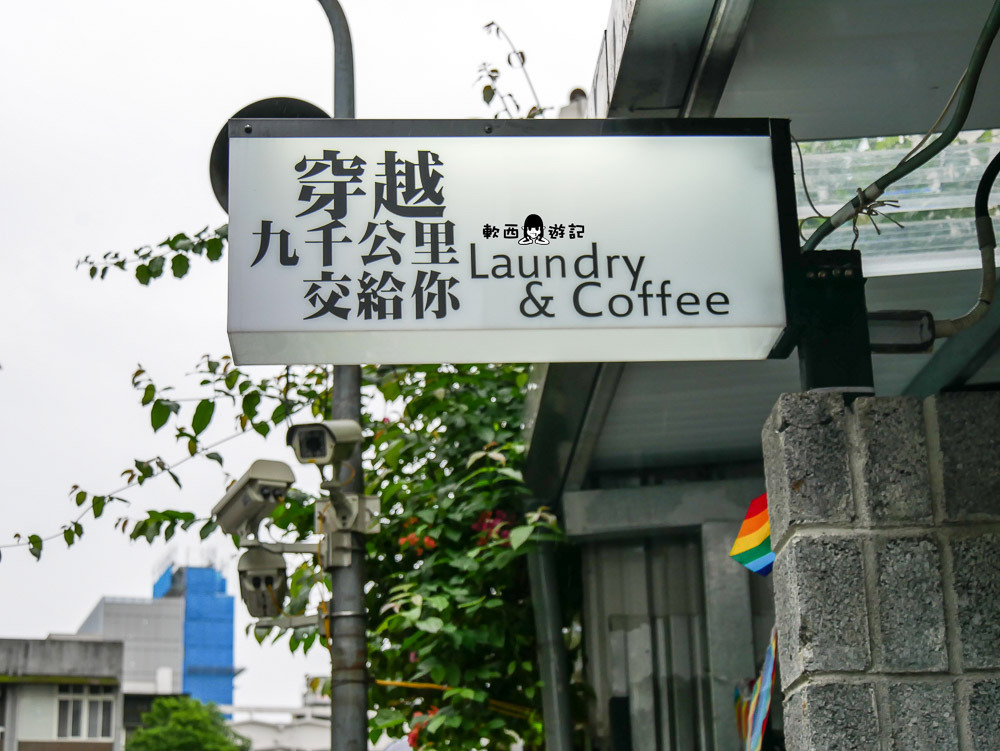 穿越
九千公里
交給你
軟西遊記
Laundry
& Coffee